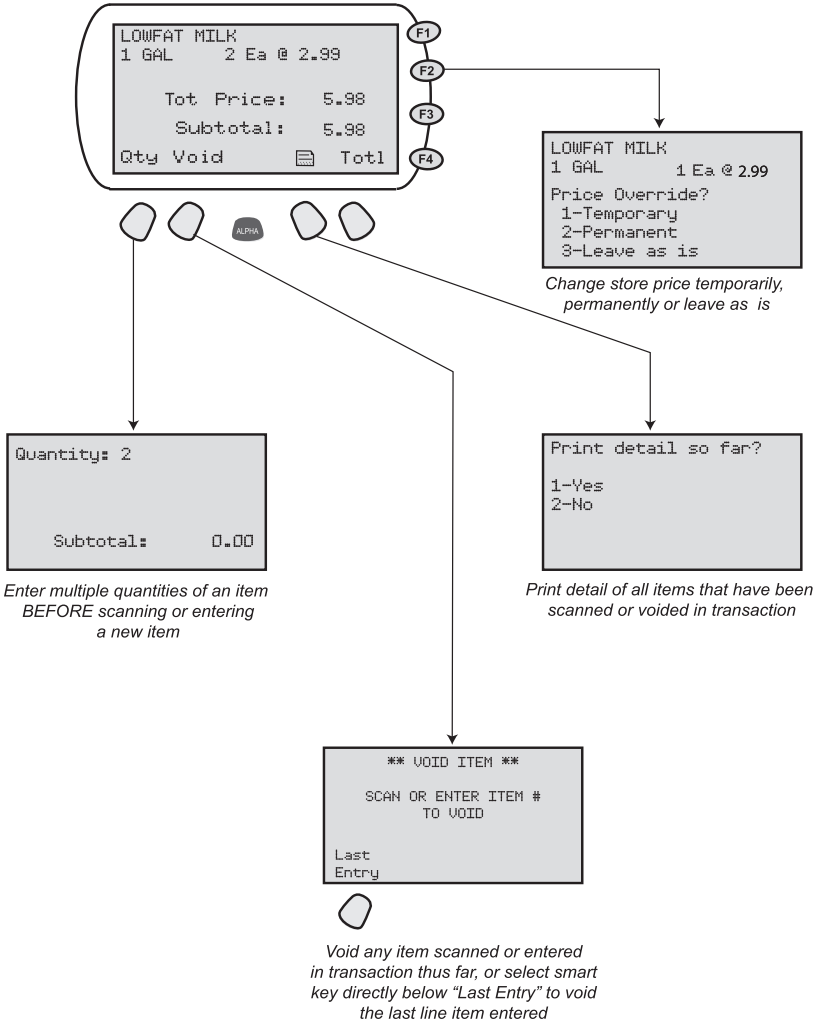 LOWFAT MILK
1 GAL 2 Ea @ 2.99
Tot Price: 5.98
Subtotal: 5.98
Qty Void Totl
F1
F2
F3
F4
ALPHA
LOWFAT MILK
1 GAL 1 Ea @ 2.99
Price Override?
1-Temporary
2-Permanent
3-Leave as is
Change store price temporarily,
permanently or leave as is
Quantity: 2
Subtotal: 0.00
Enter multiple quantities of an item
BEFORE scanning or entering
a new item
Print detail so far?
1-Yes
2-No
Print detail of all items that have been
scanned or voided in transaction
** VOID ITEM **
SCAN OR ENTER ITEM #
TO VOID
Last
Entry
Void any item scanned or entered
in transaction thus far, or select smart
key directly below “Last Entry” to void
the last line item entered